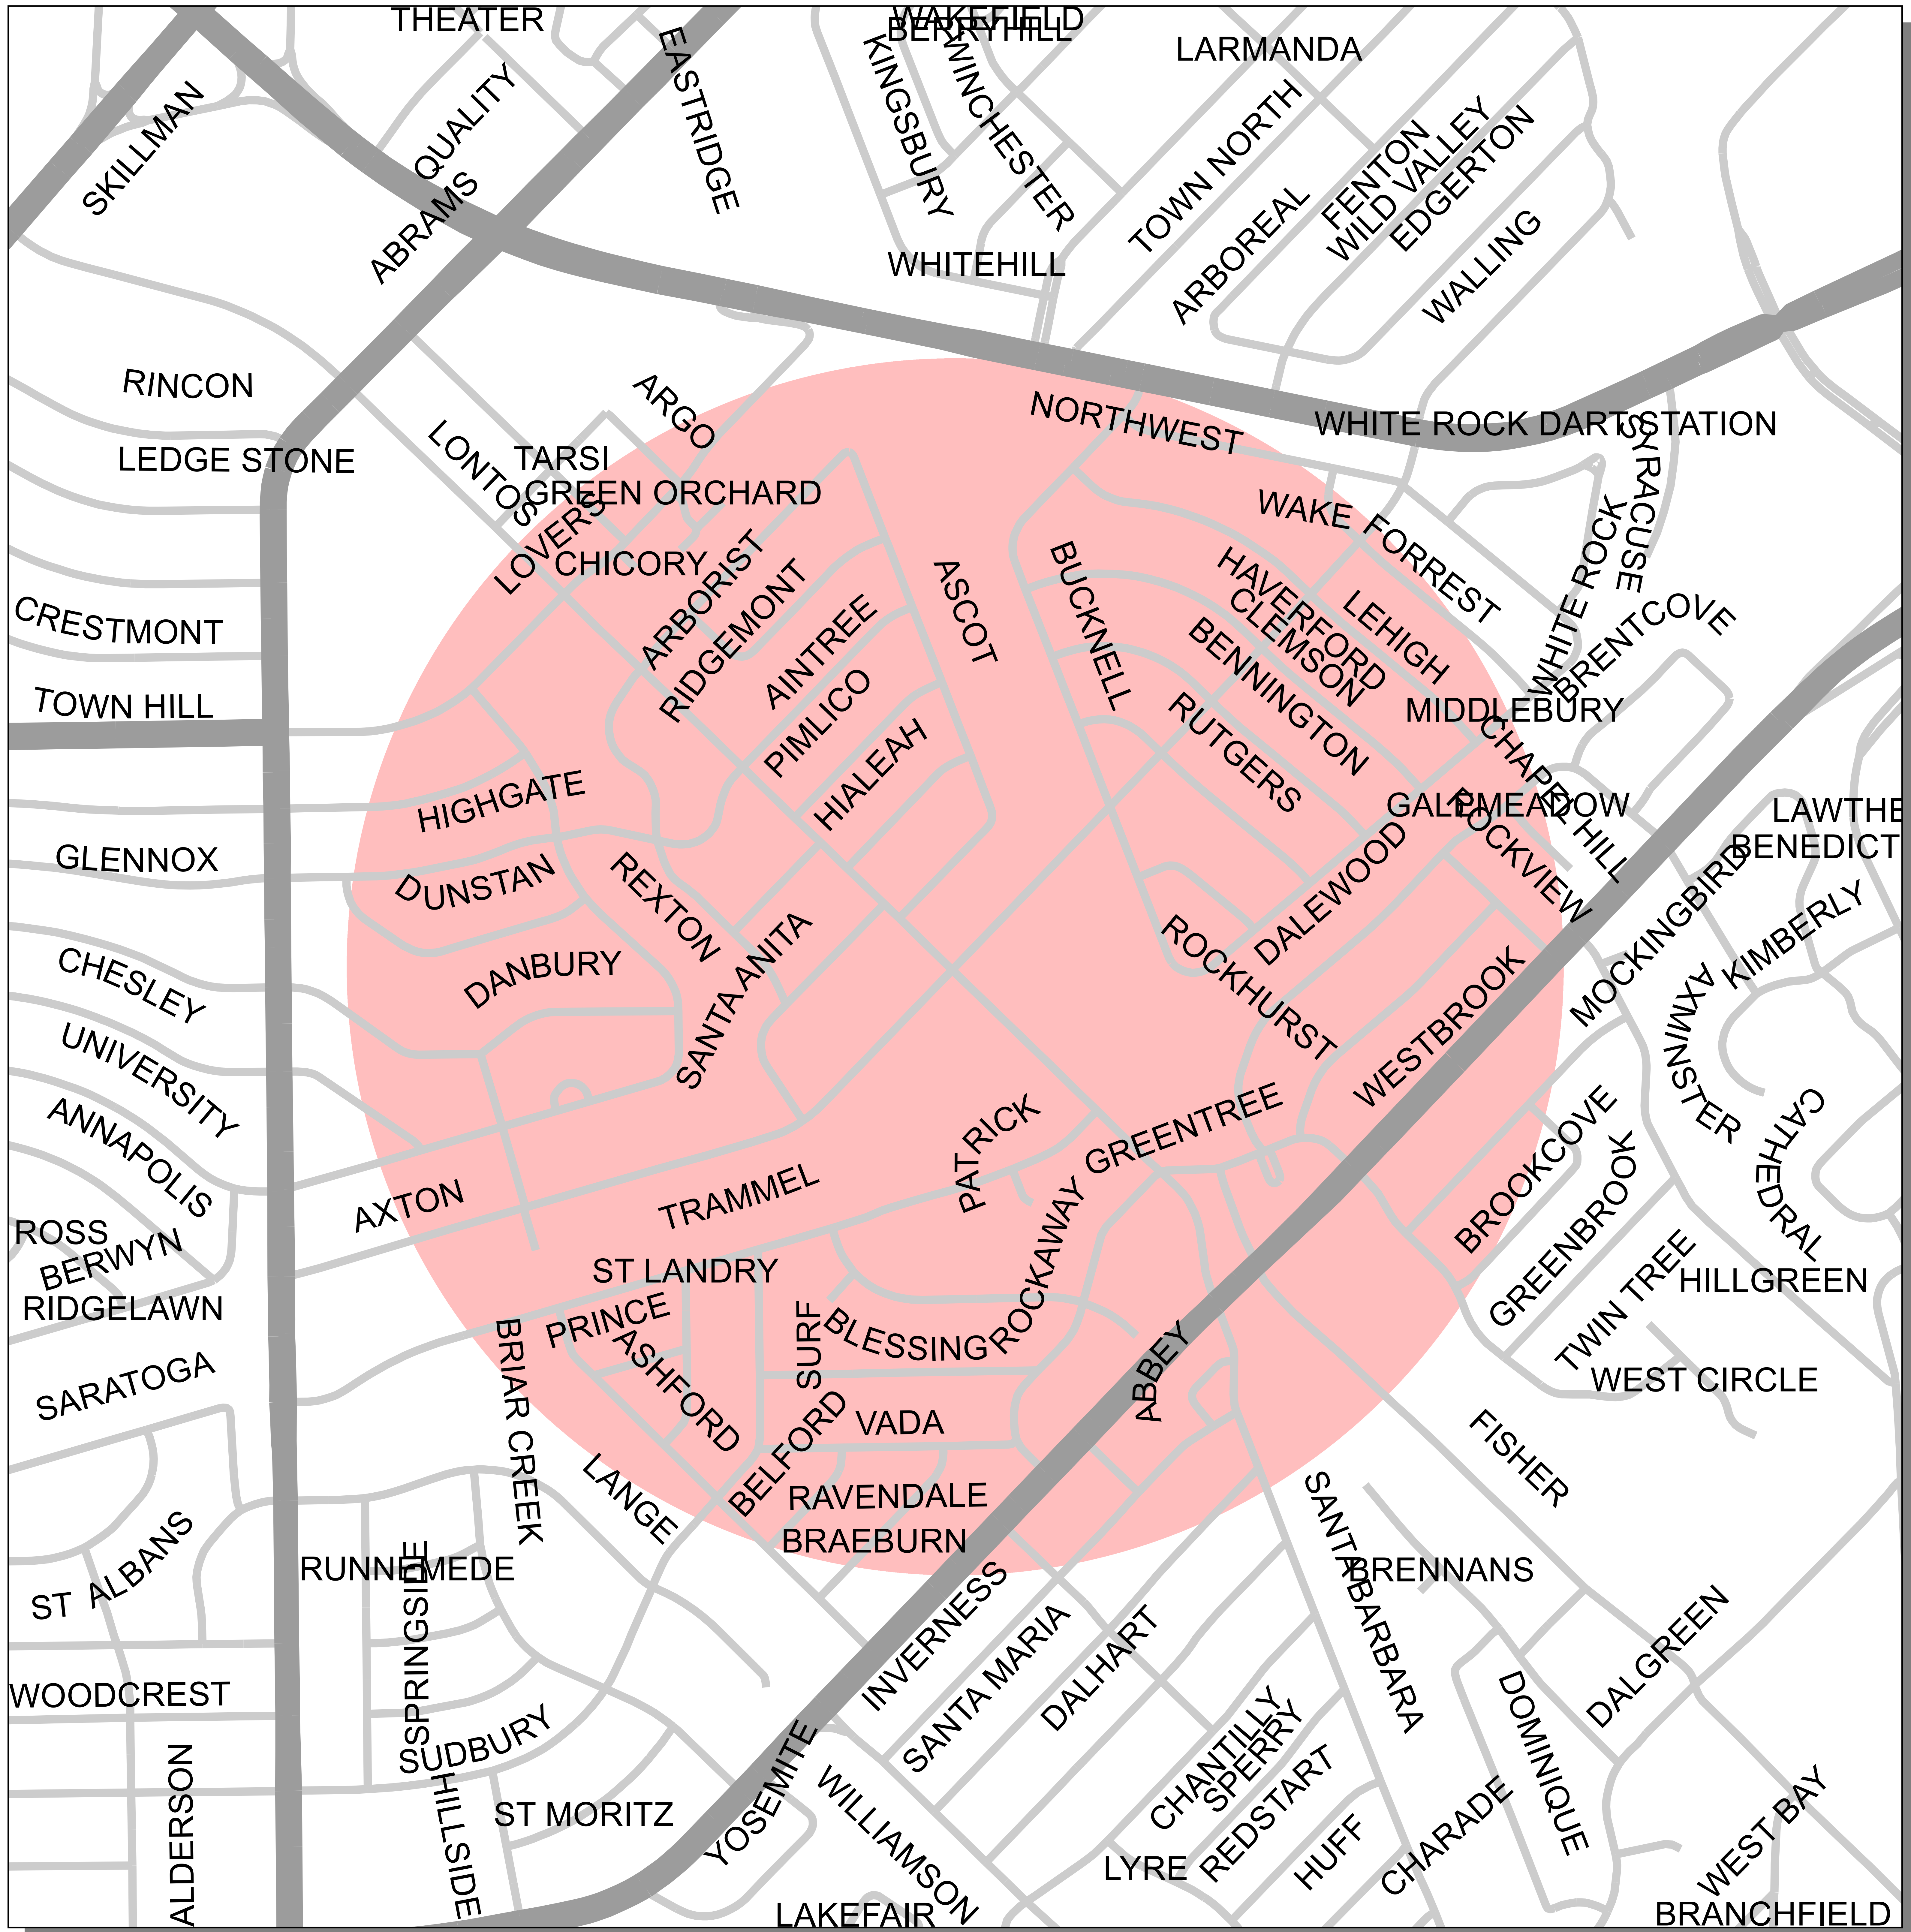 THEATER
WAKEFIELD
BERRYHILL
LARMANDA
EASTRIDGE
KINGSBURY
WINCHESTER
SKILLMAN
QUALITY
ABRAMS
TOWN NORTH
ARBOREAL
FENTON
WILD VALLEY
EDGERTON
WALLING
WHITEHILL
RINCON
LEDGE STONE
ARGO
LONTOS
TARSI
GREEN ORCHARD
LOVERS
CHICORY
NORTHWEST
WHITE ROCK DART STATION
SYRACUSE
WHITE ROCK
WAKE FORREST
BRENTCOVE
CRESTMONT
TOWN HILL
ARBORIST
RIDGEMONT
AINTREE
PIMLICO
HIALEAH
ASCOT
BUCKNELL
HAVERFORD
CLEMSON
LEHIGH
BENNINGTON
RUTGERS
MIDDLEBURY
CHAPEL HILL
GALEMEADOW
ROCKVIEW
LAWTHE
BENEDICT
HIGHGATE
GLENNOX
DUNSTAN
REXTON
DANBURY
SANTA ANITA
DALEWOOD
ROCKHURST
WESTBROOK
MOCKINGBIRD
KIMBERLY
AXMINSTER
CATHEDRAL
CHESLEY
UNIVERSITY
ANNAPOLIS
AXTON
TRAMMEL
PATRICK
GREENTREE
ROCKAWAY
BROOKCOVE
GREENBROOK
TWIN TREE
HILLGREEN
WEST CIRCLE
ROSS
BERWYN
RIDGELAWN
ST LANDRY
PRINCE
ASHFORD
SURF
BLESSING
ABBEY
SARATOGA
BRIAR CREEK
VADA
BELFORD
LANGE
RAVENDALE
BRAEBURN
FISHER
SANTA BARBARA
BRENNANS
ST ALBANS
RUNNEMEDE
SPRINGSIDE
INVERNESS
SANTA MARIA
DALHART
DALGREEN
WOODCREST
SUDBURY
CHANTILLY
SPERRY
REDSTART
DOMINIQUE
ALDERSON
HILLSIDE
ST MORITZ
YOSEMITE
WILLIAMSON
LYRE
HUFF
CHARADE
WEST BAY
LAKEFAIR
BRANCHFIELD